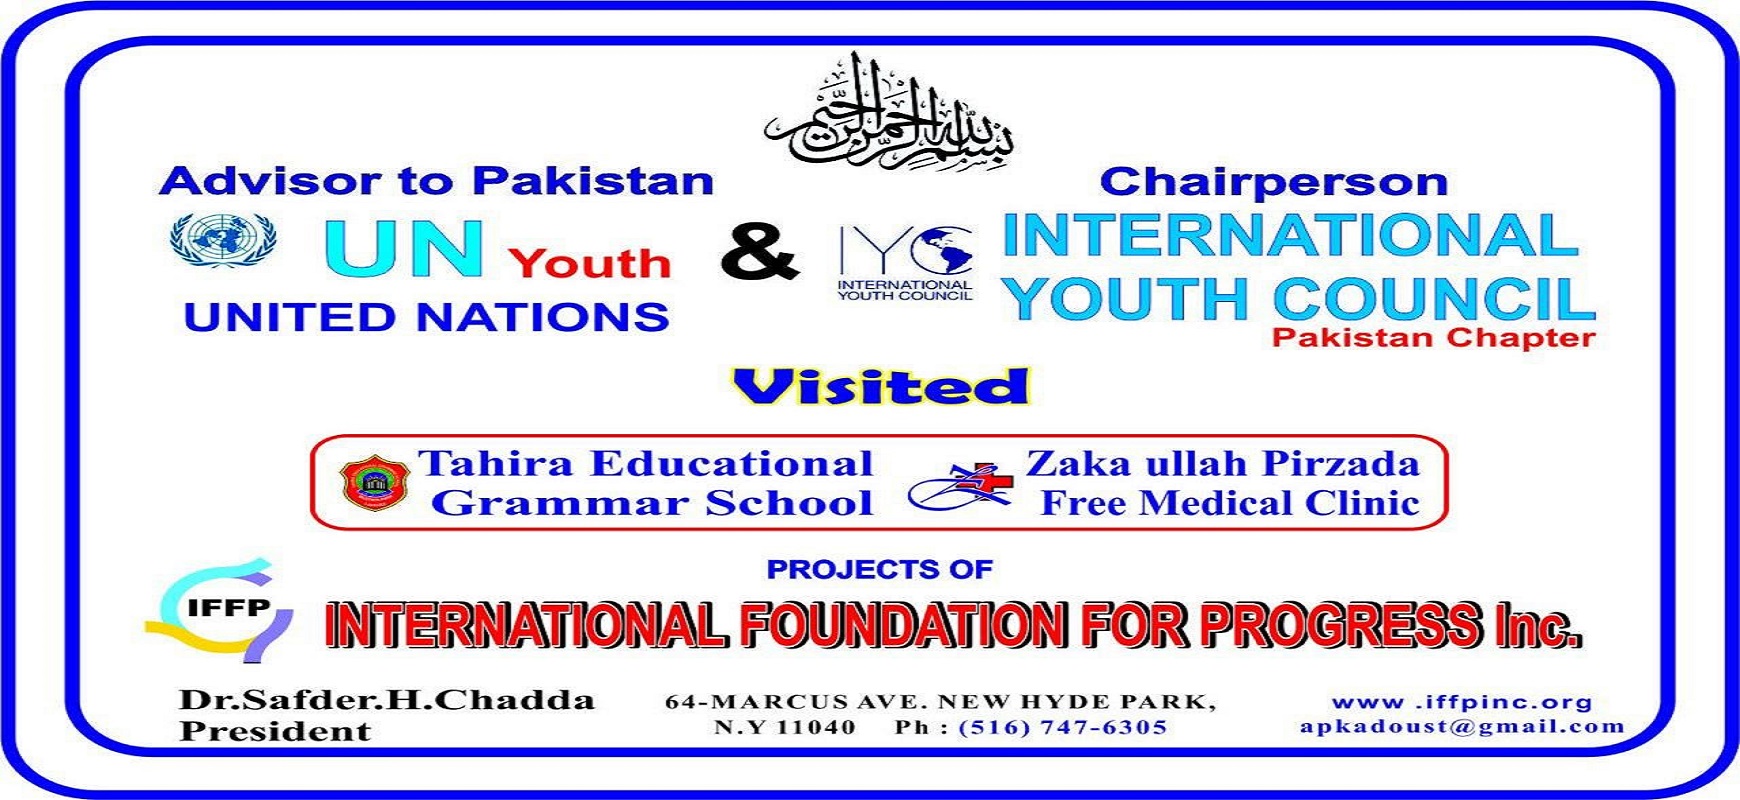 بسم الله الرحمن الرحيم
Advisor to Pakistan
UN Youth
UNITED NATIONS
&
IYC
INTERNATIONAL
YOUTH COUNCIL
Chairperson
INTERNATIONAL
YOUTH COUNCIL
Pakistan Chapter
Visited
Tahira Educational
Grammar School
Zaka ullah Pirzada
Free Medical Clinic
PROJECTS OF
IFFP
INTERNATIONAL FOUNDATION FOR PROGRESS Inc.
Dr.Safder.H.Chadda
President
64-MARCUS AVE. NEW HYDE PARK,
N.Y 11040 Ph : (516) 747-6305
www .iffpinc.org
apkadoust@gmail.com